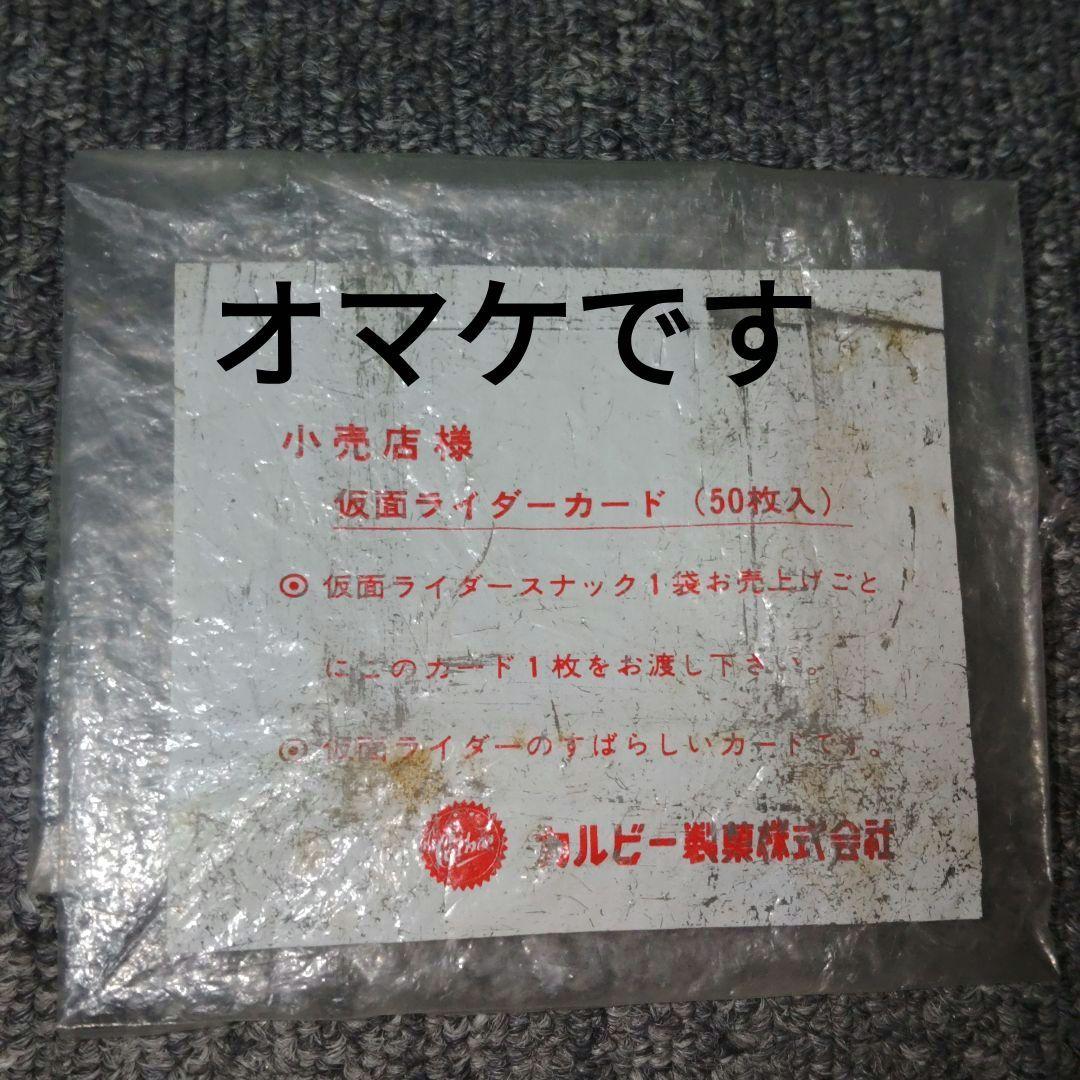 オマケです
小売店様
仮面ライダーカード（50枚入）
◉ 仮面ライダースナック1袋お売上げごと
にこのカード1枚をお渡し下さい。
◉ 仮面ライダーのすばらしいカードです。
カルビー製菓株式会社